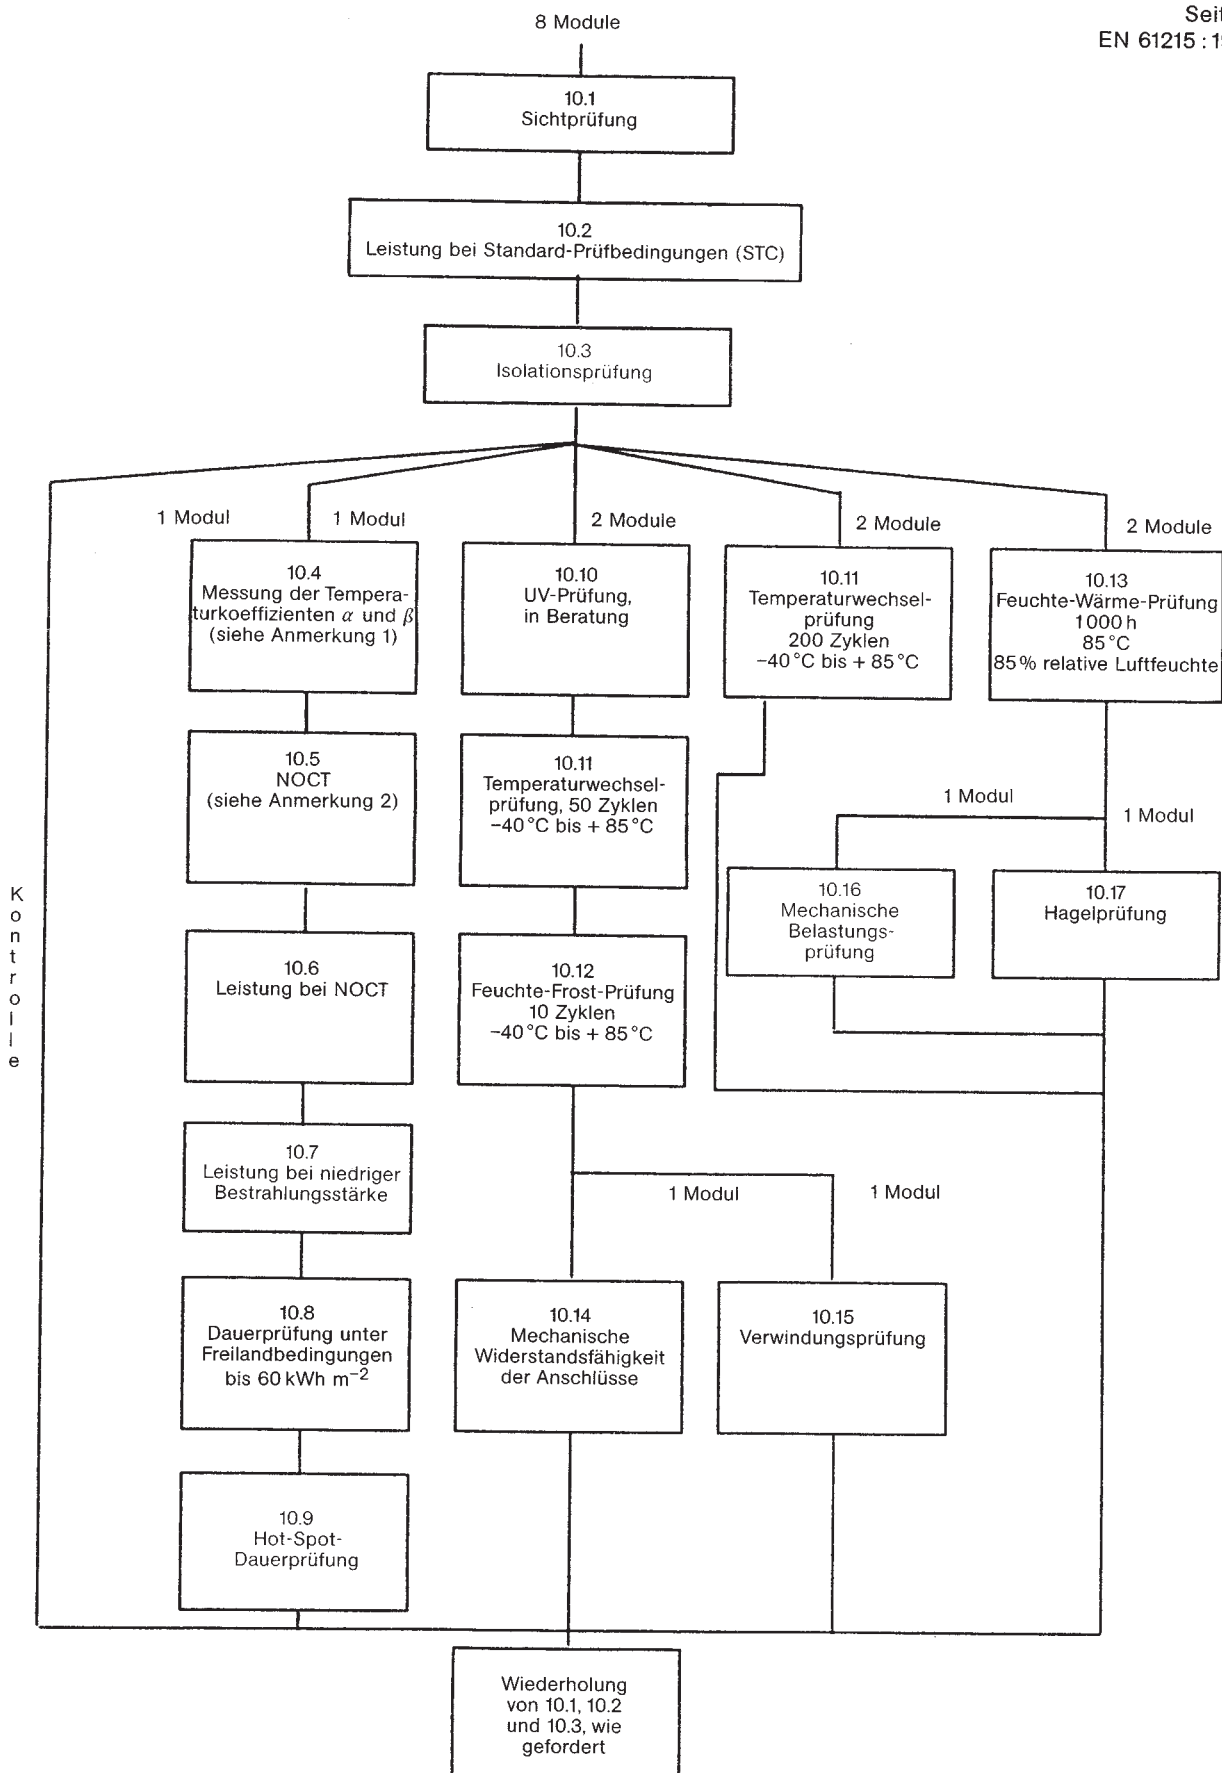 Seit
EN 61215 : 1
8 Module
10.1
Sichtprüfung
10.2
Leistung bei Standard-Prüfbedingungen (STC)
10.3
Isolationsprüfung
1 Modul
1 Modul
2 Module
2 Module
2 Module
10.4
Messung der Tempera-
turkoeffizienten α und β
(siehe Anmerkung 1)
10.10
UV-Prüfung,
in Beratung
10.11
Temperaturwechsel-
prüfung
200 Zyklen
−40 °C bis + 85 °C
10.13
Feuchte-Wärme-Prüfung
1000 h
85 °C
85 % relative Luftfeuchte
10.5
NOCT
(siehe Anmerkung 2)
10.11
Temperaturwechsel-
prüfung, 50 Zyklen
−40 °C bis + 85 °C
1 Modul
1 Modul
10.16
Mechanische
Belastungs-
prüfung
10.17
Hagelprüfung
Kontrolle
10.6
Leistung bei NOCT
10.12
Feuchte-Frost-Prüfung
10 Zyklen
−40 °C bis + 85 °C
10.7
Leistung bei niedriger
Bestrahlungsstärke
1 Modul
1 Modul
10.8
Dauerprüfung unter
Freilandbedingungen
bis 60 kWh m⁻²
10.14
Mechanische
Widerstandsfähigkeit
der Anschlüsse
10.15
Verwindungsprüfung
10.9
Hot-Spot-
Dauerprüfung
Wiederholung
von 10.1, 10.2
und 10.3, wie
gefordert